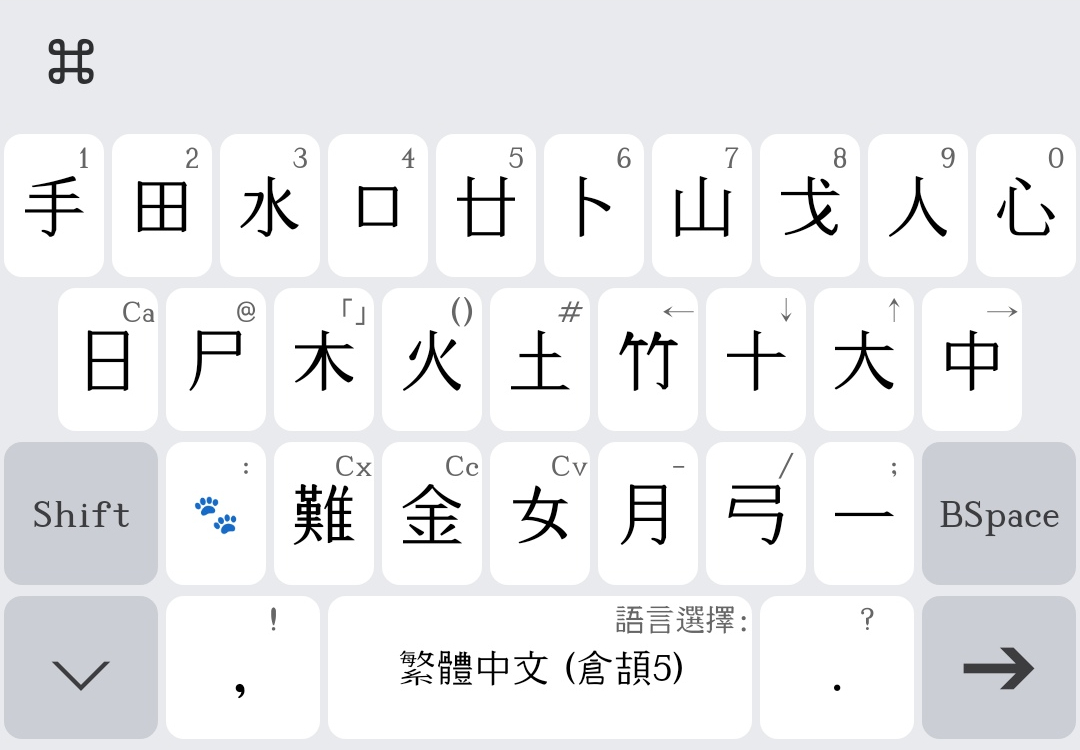 ⌘
1 2 3 4 5 6 7 8 9 0
手 田 水 口 廿 卜 山 戈 人 心
Ca @ 「」 () # ← ↓ ↑ →
日 尸 木 火 土 竹 十 大 中
: Cx Cc Cv - / ;
Shift 🐾 難 金 女 月 弓 一 BSpace
! 語言選擇: ?
, 繁體中文 (倉頡5) . ➔